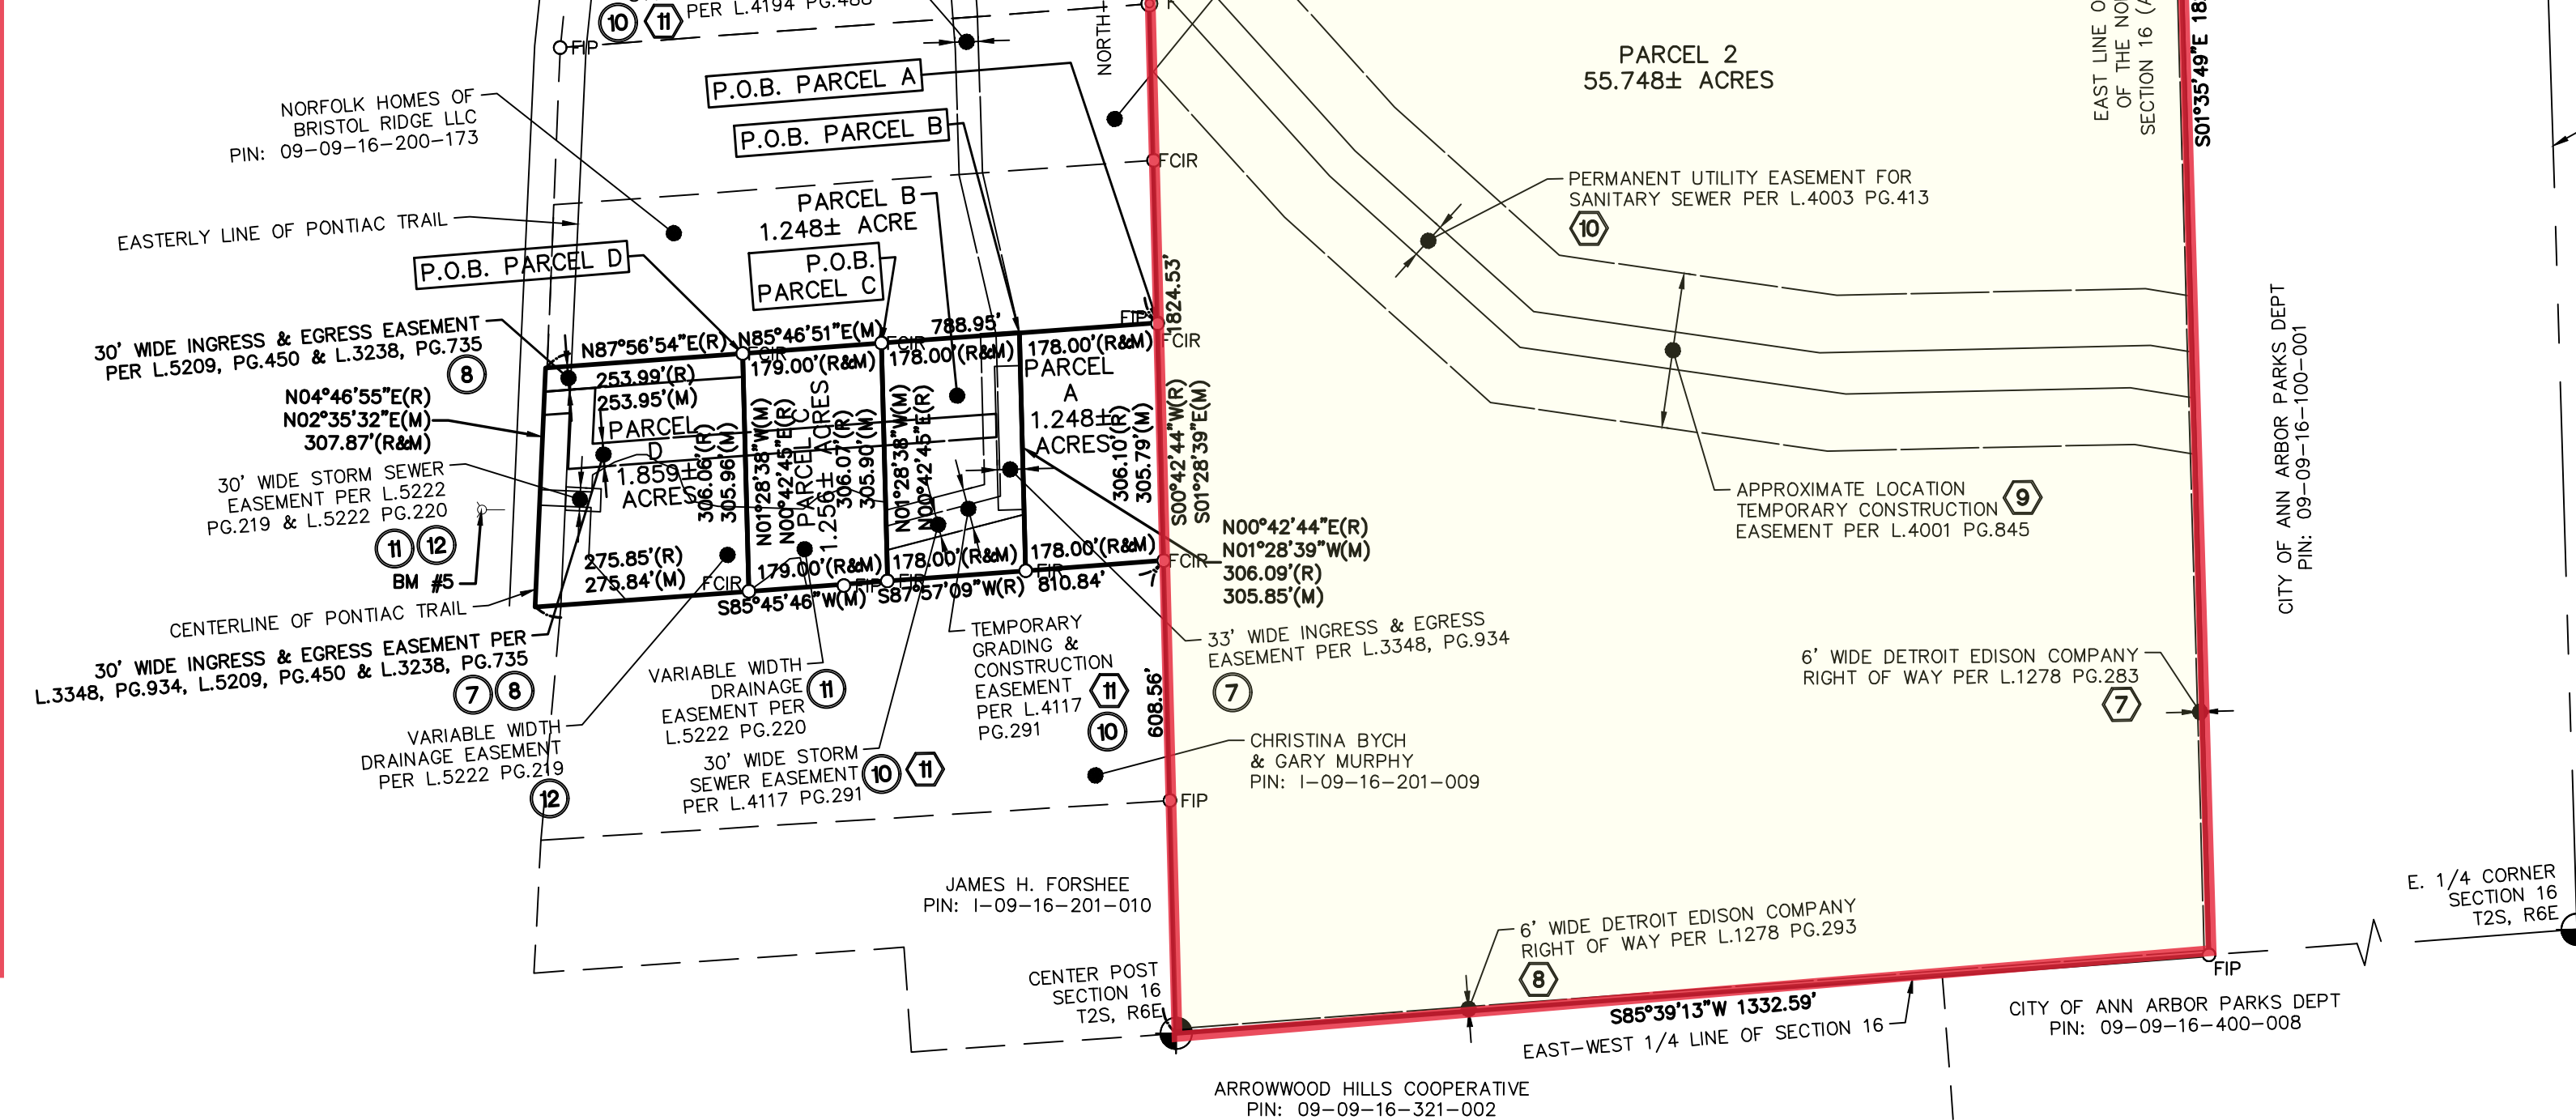 10
11
PER L.4194 PG.488
FIP
NORTH
P.O.B. PARCEL A
P.O.B. PARCEL B
NORFOLK HOMES OF
BRISTOL RIDGE LLC
PIN: 09-09-16-200-173
EASTERLY LINE OF PONTIAC TRAIL
PARCEL B
1.248± ACRE
P.O.B.
PARCEL C
P.O.B. PARCEL D
FCIR
PARCEL 2
55.748± ACRES
EAST LINE
OF THE
SECTION 16
S01°35'49"E
PERMANENT UTILITY EASEMENT FOR
SANITARY SEWER PER L.4003 PG.413
10
30' WIDE INGRESS & EGRESS EASEMENT
PER L.5209, PG.450 & L.3238, PG.735
8
N04°46'55"E(R)
N02°35'32"E(M)
307.87'(R&M)
30' WIDE STORM SEWER
EASEMENT PER L.5222
PG.219 & L.5222 PG.220
11
12
BM #5
CENTERLINE OF PONTIAC TRAIL
30' WIDE INGRESS & EGRESS EASEMENT PER
L.3348, PG.934, L.5209, PG.450 & L.3238, PG.735
7
8
N87°56'54"E(R)
N85°46'51"E(M)
788.95'
FIP
FCIR
FCIR
FCIR
1824.53'
253.99'(R)
253.95'(M)
179.00'(R&M)
178.00'(R&M)
178.00'(R&M)
PARCEL
D
1.859±
ACRES
306.06'(R)
305.96'(M)
N01°28'38"W(M)
N00°42'45"E(R)
PARCEL C
1.256± ACRES
306.07'(R)
305.90'(M)
N01°28'38"W(M)
N00°42'45"E(R)
PARCEL
A
1.248±
ACRES
306.10'(R)
305.79'(M)
S00°42'44"W(R)
S01°28'39"E(M)
275.85'(R)
275.84'(M)
FCIR
179.00'(R&M)
178.00'(R&M)
178.00'(R&M)
FIP
FIP
FIP
FCIR
S85°45'46"W(M)
S87°57'09"W(R)
810.84'
N00°42'44"E(R)
N01°28'39"W(M)
306.09'(R)
305.85'(M)
APPROXIMATE LOCATION
TEMPORARY CONSTRUCTION
EASEMENT PER L.4001 PG.845
9
CITY OF ANN ARBOR PARKS DEPT
PIN: 09-09-16-100-001
33' WIDE INGRESS & EGRESS
EASEMENT PER L.3348, PG.934
7
TEMPORARY
GRADING &
CONSTRUCTION
EASEMENT
PER L.4117
PG.291
11
10
608.56'
VARIABLE WIDTH
DRAINAGE
EASEMENT PER
L.5222 PG.220
11
VARIABLE WIDTH
DRAINAGE EASEMENT
PER L.5222 PG.219
12
30' WIDE STORM
SEWER EASEMENT
PER L.4117 PG.291
10
11
CHRISTINA BYCH
& GARY MURPHY
PIN: I-09-16-201-009
FIP
6' WIDE DETROIT EDISON COMPANY
RIGHT OF WAY PER L.1278 PG.283
7
JAMES H. FORSHEE
PIN: I-09-16-201-010
6' WIDE DETROIT EDISON COMPANY
RIGHT OF WAY PER L.1278 PG.293
8
E. 1/4 CORNER
SECTION 16
T2S, R6E
CENTER POST
SECTION 16
T2S, R6E
S85°39'13"W 1332.59'
EAST-WEST 1/4 LINE OF SECTION 16
FIP
CITY OF ANN ARBOR PARKS DEPT
PIN: 09-09-16-400-008
ARROWWOOD HILLS COOPERATIVE
PIN: 09-09-16-321-002